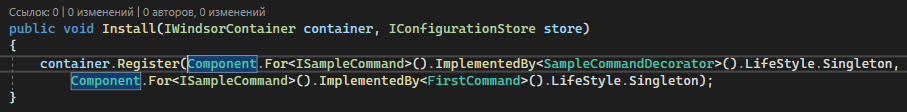 Ссылок: 0 | 0 изменений | 0 авторов, 0 изменений
public void Install(IWindsorContainer container, IConfigurationStore store)
{
container.Register(Component.For<ISampleCommand>().ImplementedBy<SampleCommandDecorator>().LifeStyle.Singleton,
Component.For<ISampleCommand>().ImplementedBy<FirstCommand>().LifeStyle.Singleton);
}